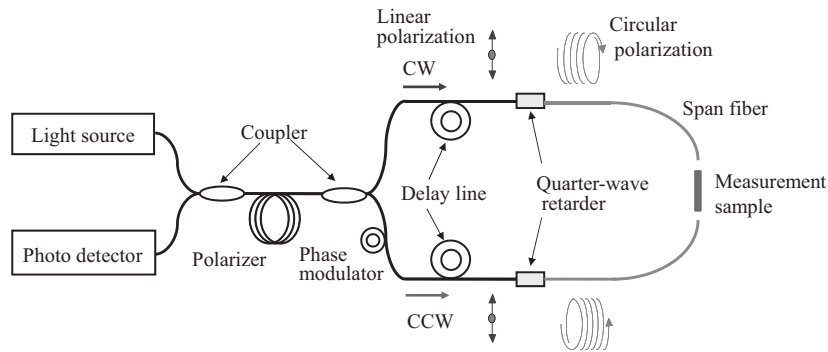 Linear
polarization
Circular
polarization
CW
Span fiber
Light source
Coupler
Delay line
Quarter-wave
retarder
Measurement
sample
Photo detector
Polarizer
Phase
modulator
CCW